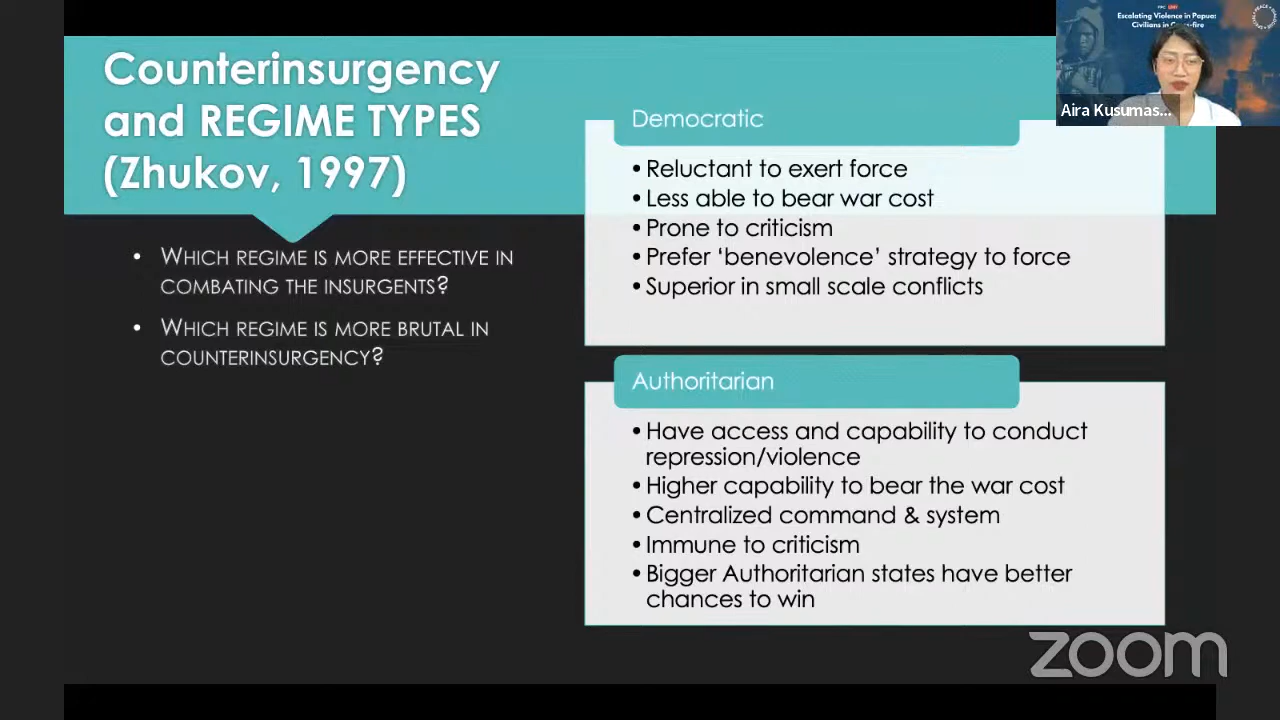 Counterinsurgency
and REGIME TYPES
(Zhukov, 1997)
• WHICH REGIME IS MORE EFFECTIVE IN
COMBATING THE INSURGENTS?
• WHICH REGIME IS MORE BRUTAL IN
COUNTERINSURGENCY?
Democratic
• Reluctant to exert force
• Less able to bear war cost
• Prone to criticism
• Prefer ‘benevolence’ strategy to force
• Superior in small scale conflicts
Authoritarian
• Have access and capability to conduct
repression/violence
• Higher capability to bear the war cost
• Centralized command & system
• Immune to criticism
• Bigger Authoritarian states have better
chances to win
Escalating Violence in Papua:
Civilians in
Aira Kusumas...
zoom